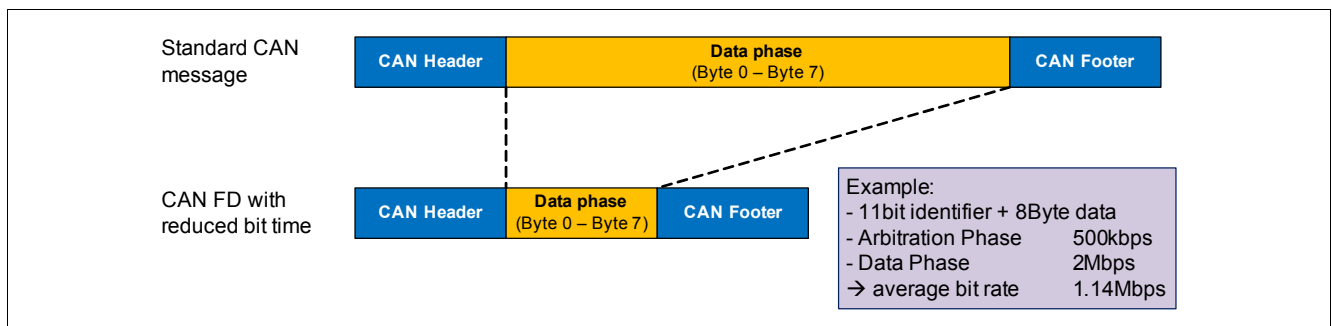 Standard CAN
message
CAN Header
Data phase
(Byte 0 – Byte 7)
CAN Footer
CAN FD with
reduced bit time
CAN Header
Data phase
(Byte 0 – Byte 7)
CAN Footer
Example:
- 11bit identifier + 8Byte data
- Arbitration Phase 500kbps
- Data Phase 2Mbps
→ average bit rate 1.14Mbps